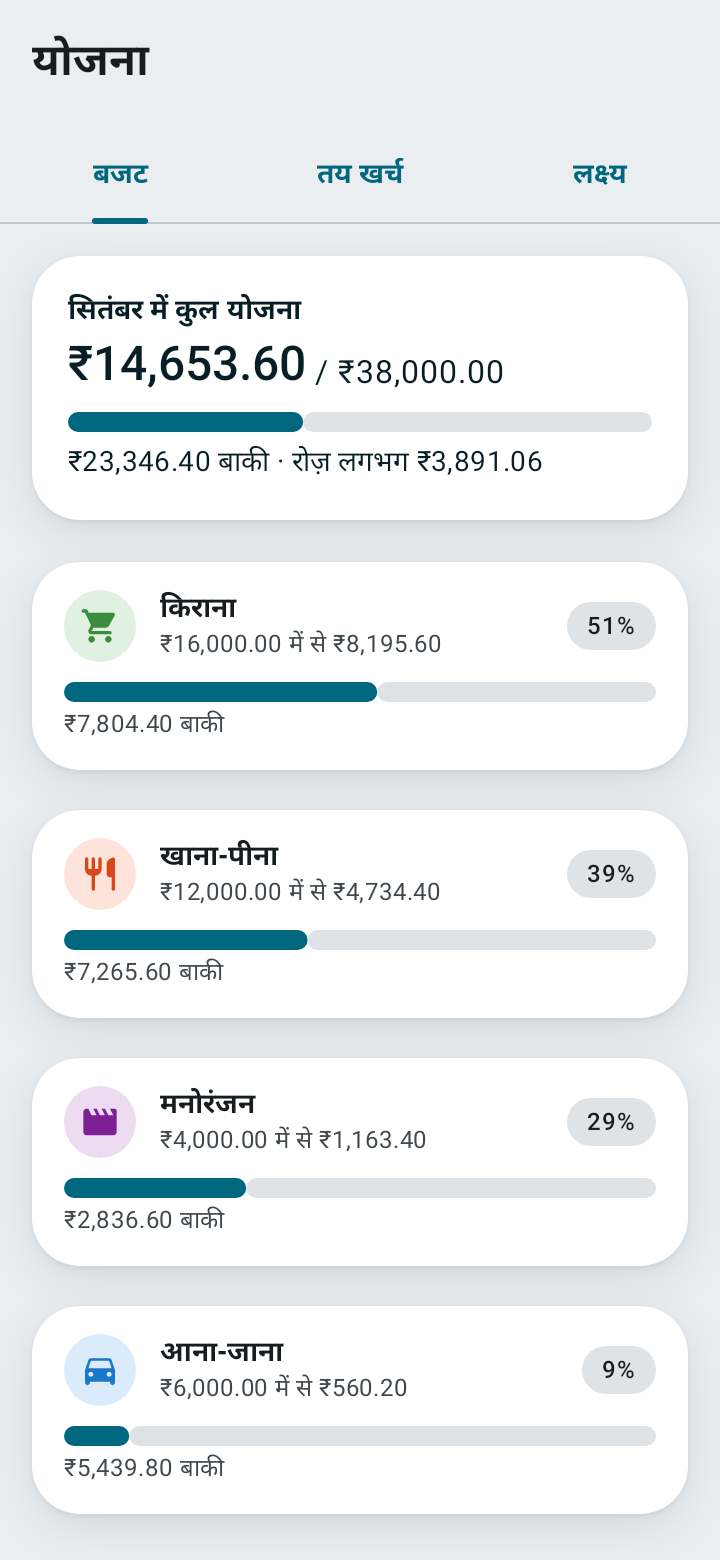 योजना
बजट
तय खर्च
लक्ष्य
सितंबर में कुल योजना
₹14,653.60 / ₹38,000.00
₹23,346.40 बाकी · रोज़ लगभग ₹3,891.06
किराना
₹16,000.00 में से ₹8,195.60
51%
₹7,804.40 बाकी
खाना-पीना
₹12,000.00 में से ₹4,734.40
39%
₹7,265.60 बाकी
मनोरंजन
₹4,000.00 में से ₹1,163.40
29%
₹2,836.60 बाकी
आना-जाना
₹6,000.00 में से ₹560.20
9%
₹5,439.80 बाकी